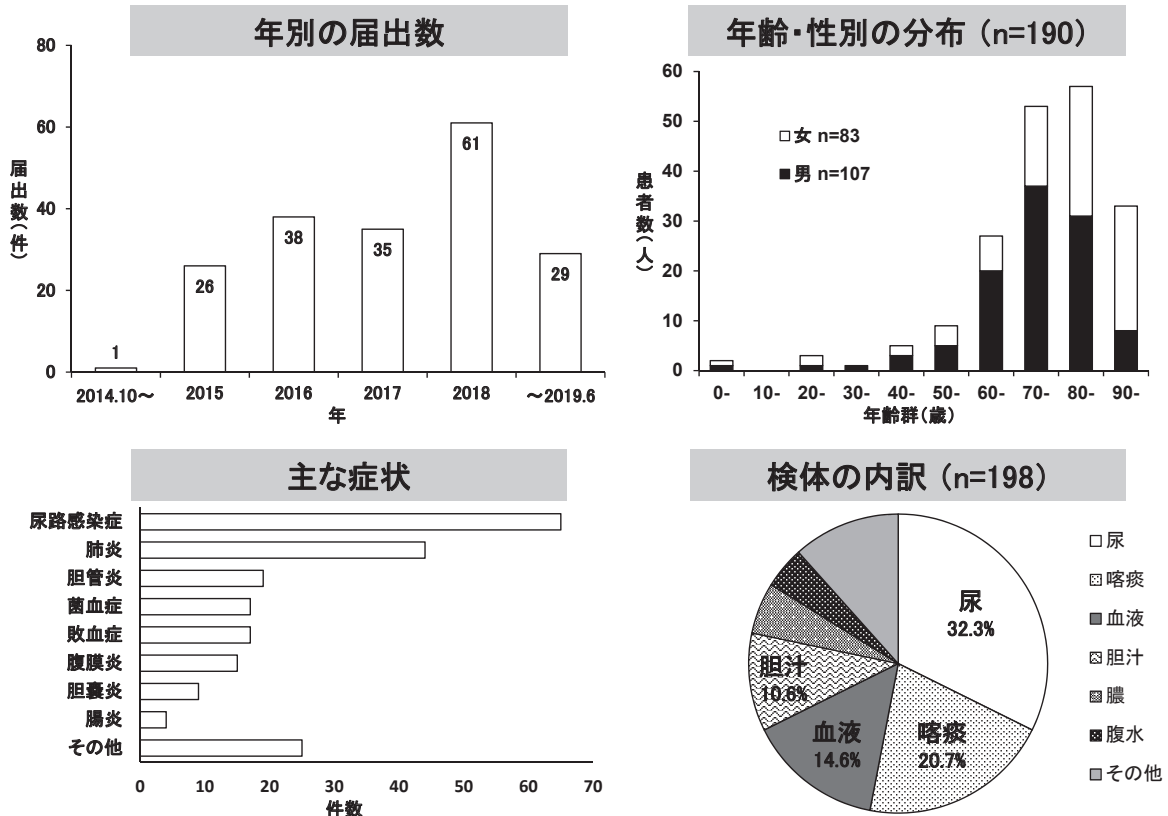 年別の届出数
80
60
40
20
0
届出数(件)
1
26
38
35
61
29
2014.10～
2015
2016
2017
2018
～2019.6
年
年齢・性別の分布 (n=190)
60
50
40
30
20
10
0
患者数(人)
女 n=83
男 n=107
0-
10-
20-
30-
40-
50-
60-
70-
80-
90-
年齢群(歳)
主な症状
尿路感染症
肺炎
胆管炎
菌血症
敗血症
腹膜炎
胆嚢炎
腸炎
その他
0
10
20
30
40
50
60
70
件数
検体の内訳 (n=198)
尿
32.3%
喀痰
20.7%
血液
14.6%
胆汁
10.6%
尿
喀痰
血液
胆汁
膿
腹水
その他